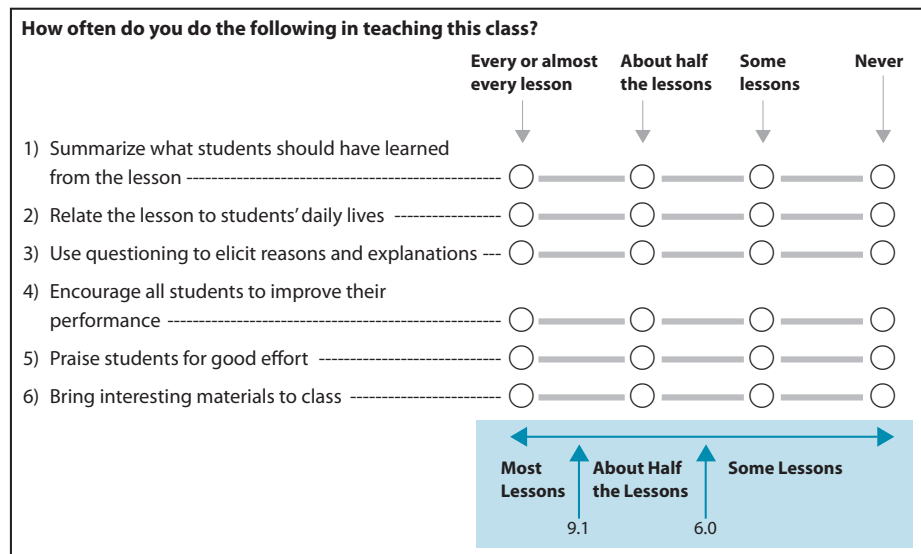 How often do you do the following in teaching this class?
Every or almost every lesson
About half the lessons
Some lessons
Never
1) Summarize what students should have learned
from the lesson
2) Relate the lesson to students’ daily lives
3) Use questioning to elicit reasons and explanations
4) Encourage all students to improve their
performance
5) Praise students for good effort
6) Bring interesting materials to class
Most Lessons
About Half the Lessons
Some Lessons
9.1
6.0